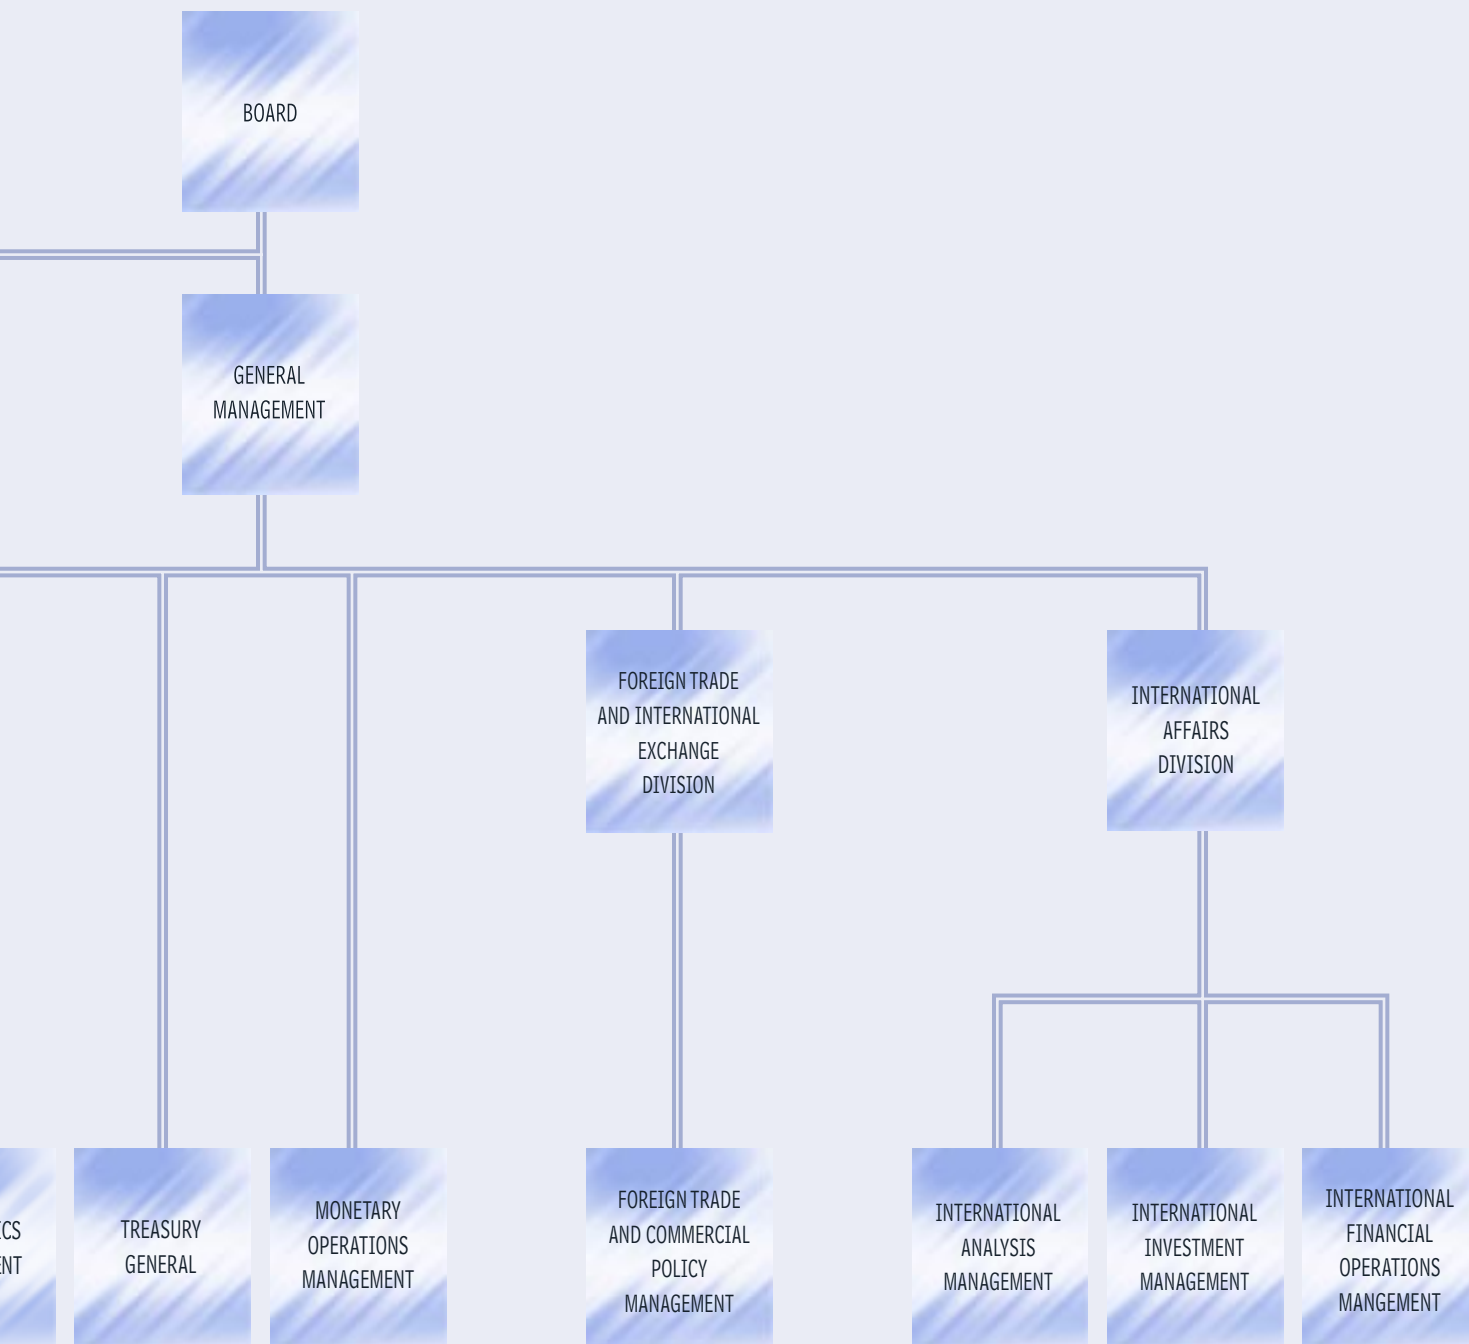 BOARD
GENERAL
MANAGEMENT
FOREIGN TRADE
AND INTERNATIONAL
EXCHANGE
DIVISION
INTERNATIONAL
AFFAIRS
DIVISION
TREASURY
GENERAL
MONETARY
OPERATIONS
MANAGEMENT
FOREIGN TRADE
AND COMMERCIAL
POLICY
MANAGEMENT
INTERNATIONAL
ANALYSIS
MANAGEMENT
INTERNATIONAL
INVESTMENT
MANAGEMENT
INTERNATIONAL
FINANCIAL
OPERATIONS
MANGEMENT